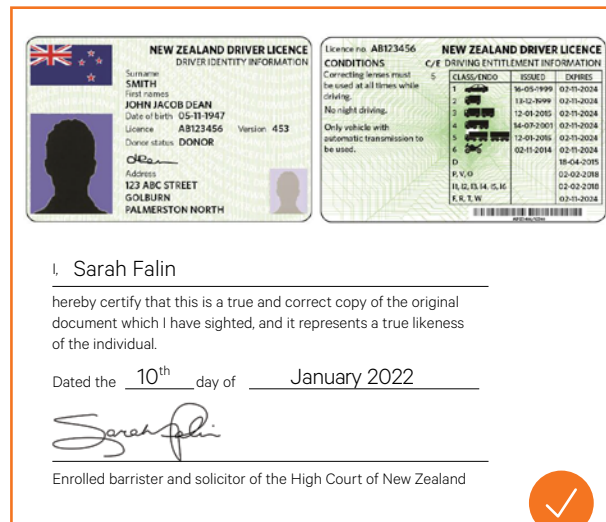 NEW ZEALAND DRIVER LICENCE
DRIVER IDENTITY INFORMATION
Surname
SMITH
First names
JOHN JACOB DEAN
Date of birth 05-11-1947
Licence AB123456 Version 453
Donor status DONOR
Address
123 ABC STREET
GOLBURN
PALMERSTON NORTH
Licence no. AB123456 NEW ZEALAND DRIVER LICENCE
CONDITIONS C/E DRIVING ENTITLEMENT INFORMATION
Correcting lenses must be used at all times while driving.
No night driving.
Only vehicle with automatic transmission to be used.
5
CLASS/ENDO ISSUED EXPIRES
1 16-05-1999 02-11-2024
2 13-12-1999 02-11-2024
3 12-01-2015 02-11-2024
4 14-07-2001 02-11-2024
5 12-01-2015 02-11-2024
6 02-11-2014 02-11-2024
D 18-04-2015
P, V, O 02-02-2018
I1, I2, I3, I4, I5, I6 02-02-2018
F, R, T, W 02-11-2024
I, Sarah Falin
hereby certify that this is a true and correct copy of the original
document which I have sighted, and it represents a true likeness
of the individual.
Dated the 10th day of January 2022
Sarah Falin
Enrolled barrister and solicitor of the High Court of New Zealand